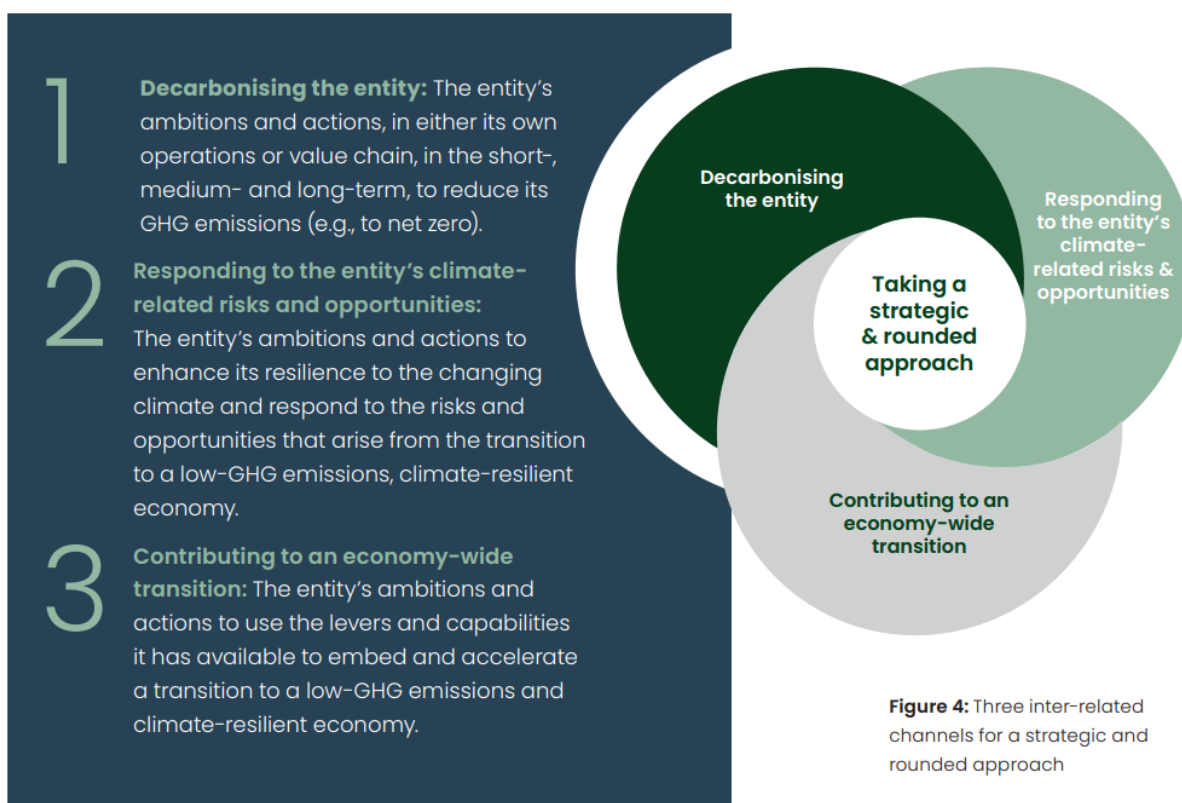 1
Decarbonising the entity: The entity’s
ambitions and actions, in either its own
operations or value chain, in the short-,
medium- and long-term, to reduce its
GHG emissions (e.g., to net zero).
2
Responding to the entity’s climate-
related risks and opportunities:
The entity’s ambitions and actions to
enhance its resilience to the changing
climate and respond to the risks and
opportunities that arise from the transition
to a low-GHG emissions, climate-resilient
economy.
3
Contributing to an economy-wide
transition: The entity’s ambitions and
actions to use the levers and capabilities
it has available to embed and accelerate
a transition to a low-GHG emissions and
climate-resilient economy.
Decarbonising
the entity
Responding
to the entity’s
climate-
related risks &
opportunities
Taking a
strategic
& rounded
approach
Contributing to an
economy-wide
transition
Figure 4: Three inter-related
channels for a strategic and
rounded approach